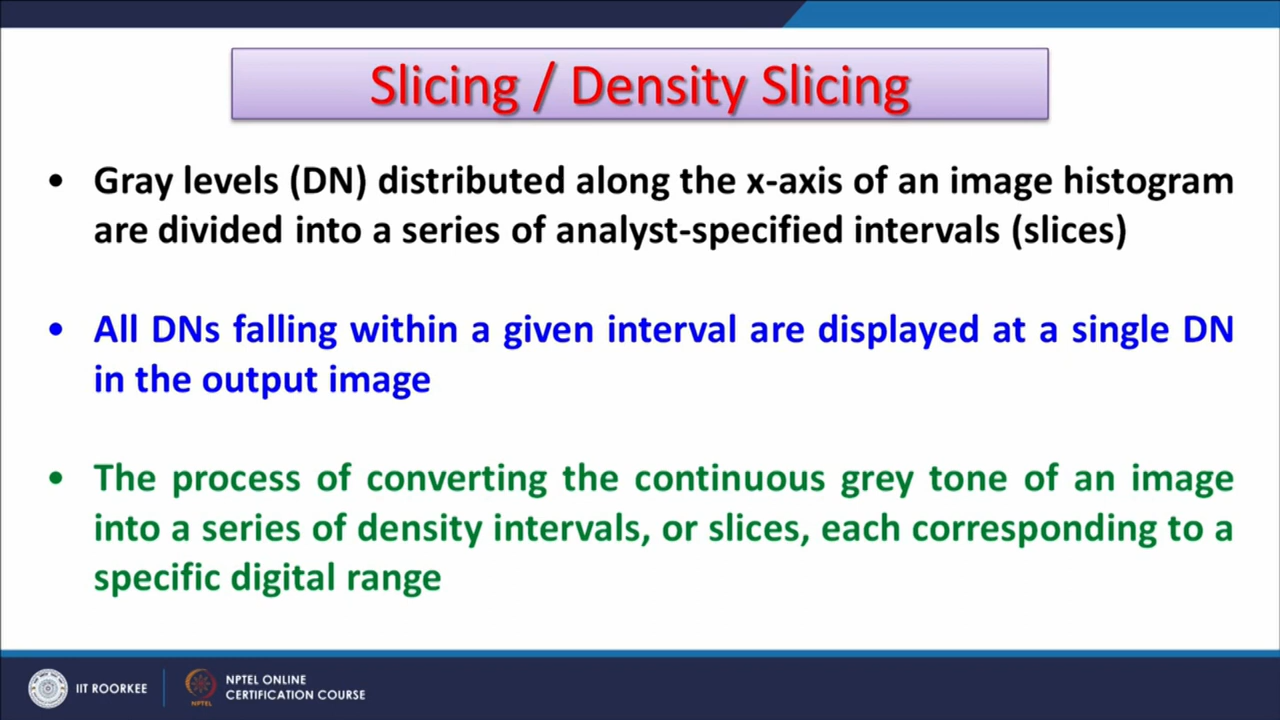 Slicing / Density Slicing
• Gray levels (DN) distributed along the x-axis of an image histogram
are divided into a series of analyst-specified intervals (slices)
• All DNs falling within a given interval are displayed at a single DN
in the output image
• The process of converting the continuous grey tone of an image
into a series of density intervals, or slices, each corresponding to a
specific digital range
IIT ROORKEE
NPTEL
NPTEL ONLINE
CERTIFICATION COURSE